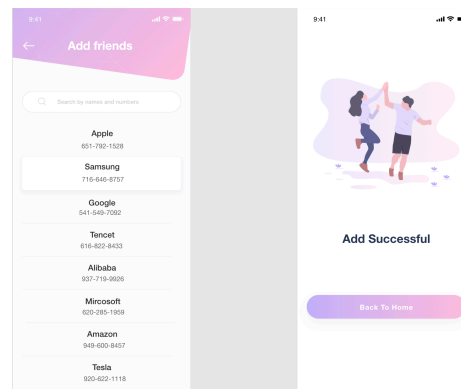 9:41
Add friends
Search by names and numbers
Apple
651-792-1528
Samsung
716-646-8757
Google
541-549-7092
Tencet
616-822-8433
Alibaba
937-719-9926
Mircosoft
620-285-1959
Amazon
949-600-8457
Tesla
920-622-1118
9:41
Add Successful
Back To Home